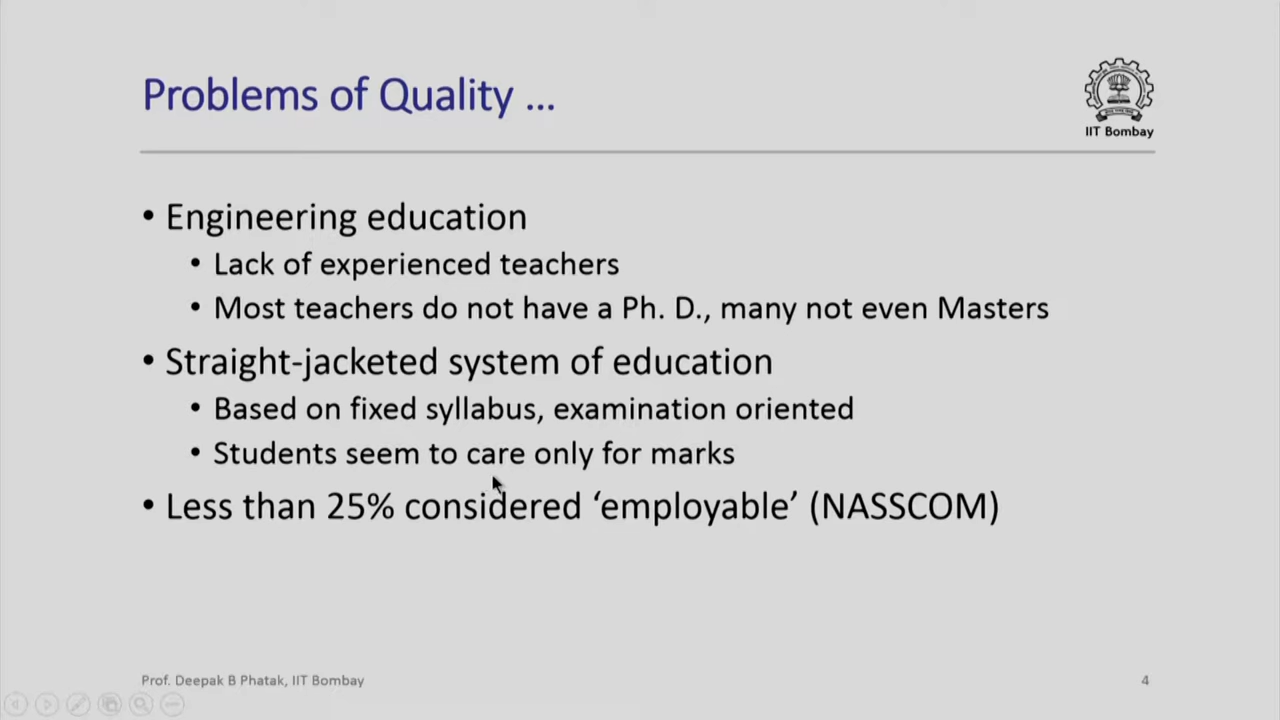 Problems of Quality ...
IIT Bombay
• Engineering education
• Lack of experienced teachers
• Most teachers do not have a Ph. D., many not even Masters
• Straight-jacketed system of education
• Based on fixed syllabus, examination oriented
• Students seem to care only for marks
• Less than 25% considered ‘employable’ (NASSCOM)
Prof. Deepak B Phatak, IIT Bombay
4